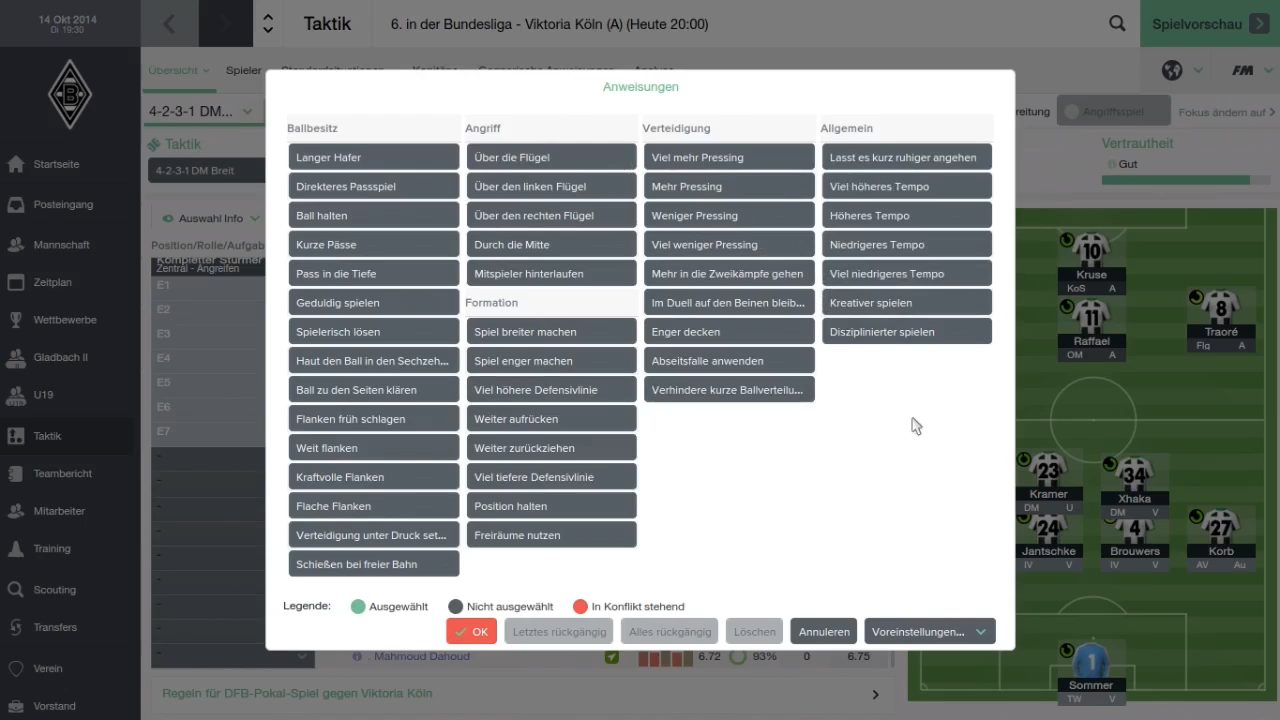 14 Okt 2014
Di 19:30
Taktik
6. in der Bundesliga - Viktoria Köln (A) (Heute 20:00)
Spielvorschau
Übersicht
Spieler
FM
4-2-3-1 DM...
Angriffsspiel
Fokus ändern auf
Taktik
4-2-3-1 DM Breit
Vertrautheit
Gut
Auswahl Info
Position/Rolle/Aufgab
Kompletter Stürmer
Zentral - Angreifen
E1
E2
E3
E4
E5
E6
E7
Startseite
Posteingang
Mannschaft
Zeitplan
Wettbewerbe
Gladbach II
U19
Taktik
Teambericht
Mitarbeiter
Training
Scouting
Transfers
Verein
Vorstand
Anweisungen
Ballbesitz
Langer Hafer
Direkteres Passspiel
Ball halten
Kurze Pässe
Pass in die Tiefe
Geduldig spielen
Spielerisch lösen
Haut den Ball in den Sechzeh...
Ball zu den Seiten klären
Flanken früh schlagen
Weit flanken
Kraftvolle Flanken
Flache Flanken
Verteidigung unter Druck set...
Schießen bei freier Bahn
Angriff
Über die Flügel
Über den linken Flügel
Über den rechten Flügel
Durch die Mitte
Mitspieler hinterlaufen
Formation
Spiel breiter machen
Spiel enger machen
Viel höhere Defensivlinie
Weiter aufrücken
Weiter zurückziehen
Viel tiefere Defensivlinie
Position halten
Freiräume nutzen
Verteidigung
Viel mehr Pressing
Mehr Pressing
Weniger Pressing
Viel weniger Pressing
Mehr in die Zweikämpfe gehen
Im Duell auf den Beinen bleib...
Enger decken
Abseitsfalle anwenden
Verhindere kurze Ballverteilu...
Allgemein
Lasst es kurz ruhiger angehen
Viel höheres Tempo
Höheres Tempo
Niedrigeres Tempo
Viel niedrigeres Tempo
Kreativer spielen
Disziplinierter spielen
Legende:
Ausgewählt
Nicht ausgewählt
In Konflikt stehend
OK
Letztes rückgängig
Alles rückgängig
Löschen
Annulieren
Voreinstellungen...
Mahmoud Dahoud
6.72
93%
0
6.75
Regeln für DFB-Pokal-Spiel gegen Viktoria Köln
10
Kruse
KoS A
11
Raffael
OM A
8
Traoré
Flg A
23
Kramer
DM U
34
Xhaka
DM V
24
Jantschke
IV V
4
Brouwers
IV V
27
Korb
AV Au
1
Sommer
TW V